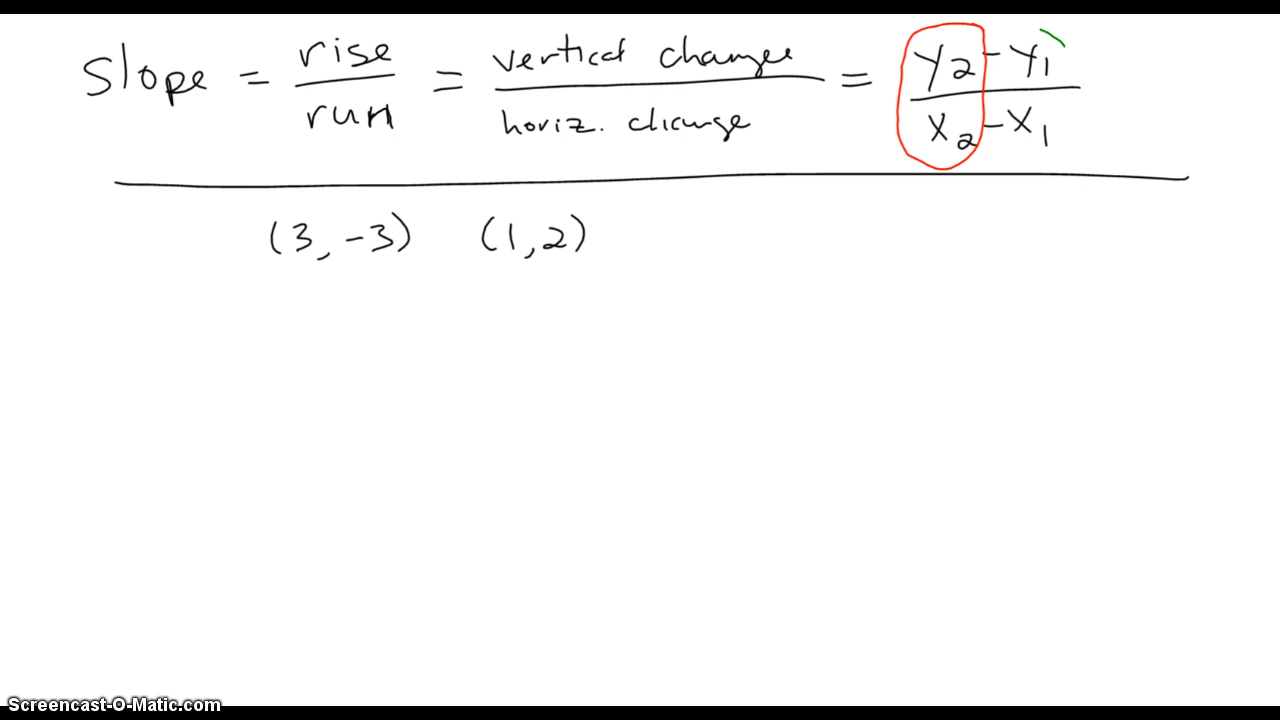 Slope = rise/run = vertical change/horiz. change = y₂-y₁/x₂-x₁
(3, -3) (1, 2)
Screencast-O-Matic.com